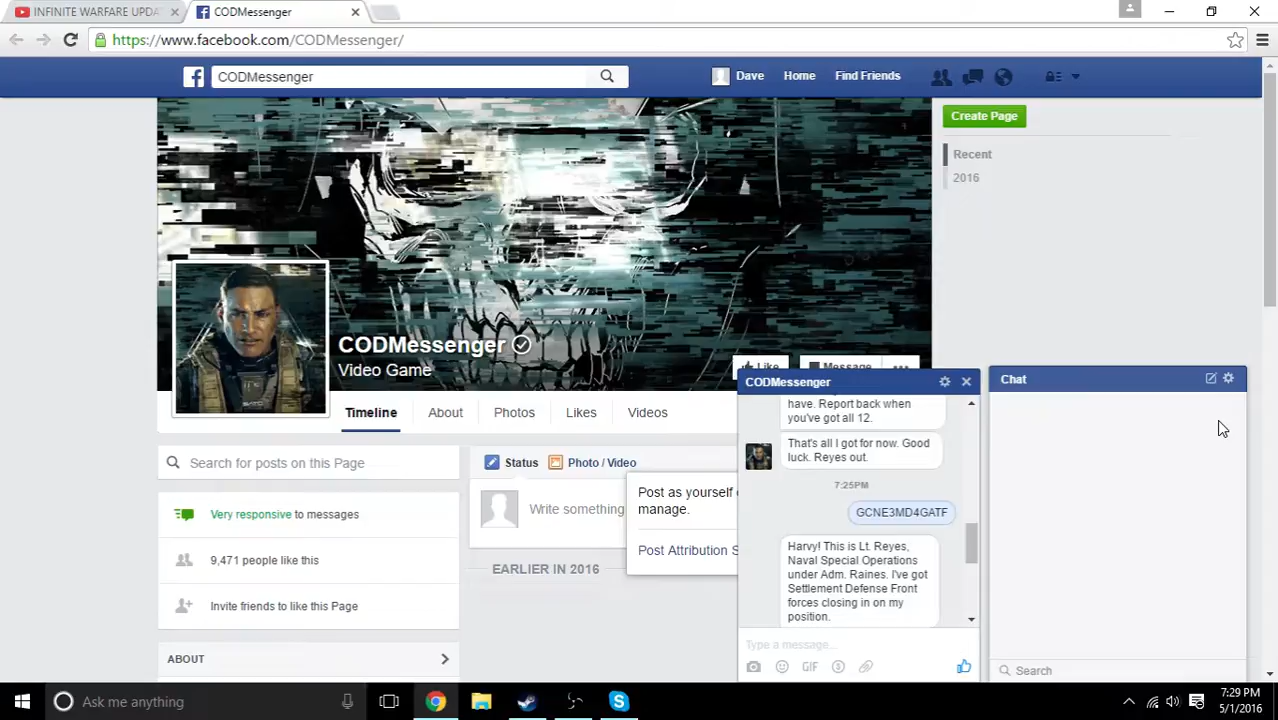 INFINITE WARFARE UPDA
CODMessenger
https://www.facebook.com/CODMessenger/
CODMessenger
Dave
Home
Find Friends
Create Page
Recent
2016
CODMessenger
Video Game
Like
Message
Timeline
About
Photos
Likes
Videos
Search for posts on this Page
Very responsive to messages
9,471 people like this
Invite friends to like this Page
ABOUT
Status
Photo / Video
Write something
Post as yourself
manage.
Post Attribution S
EARLIER IN 2016
CODMessenger
have. Report back when
you've got all 12.
That's all I got for now. Good
luck. Reyes out.
7:25PM
GCNE3MD4GATF
Harvy! This is Lt. Reyes,
Naval Special Operations
under Adm. Raines. I've got
Settlement Defense Front
forces closing in on my
position.
Type a message...
GIF
Chat
Search
Ask me anything
7:29 PM
5/1/2016